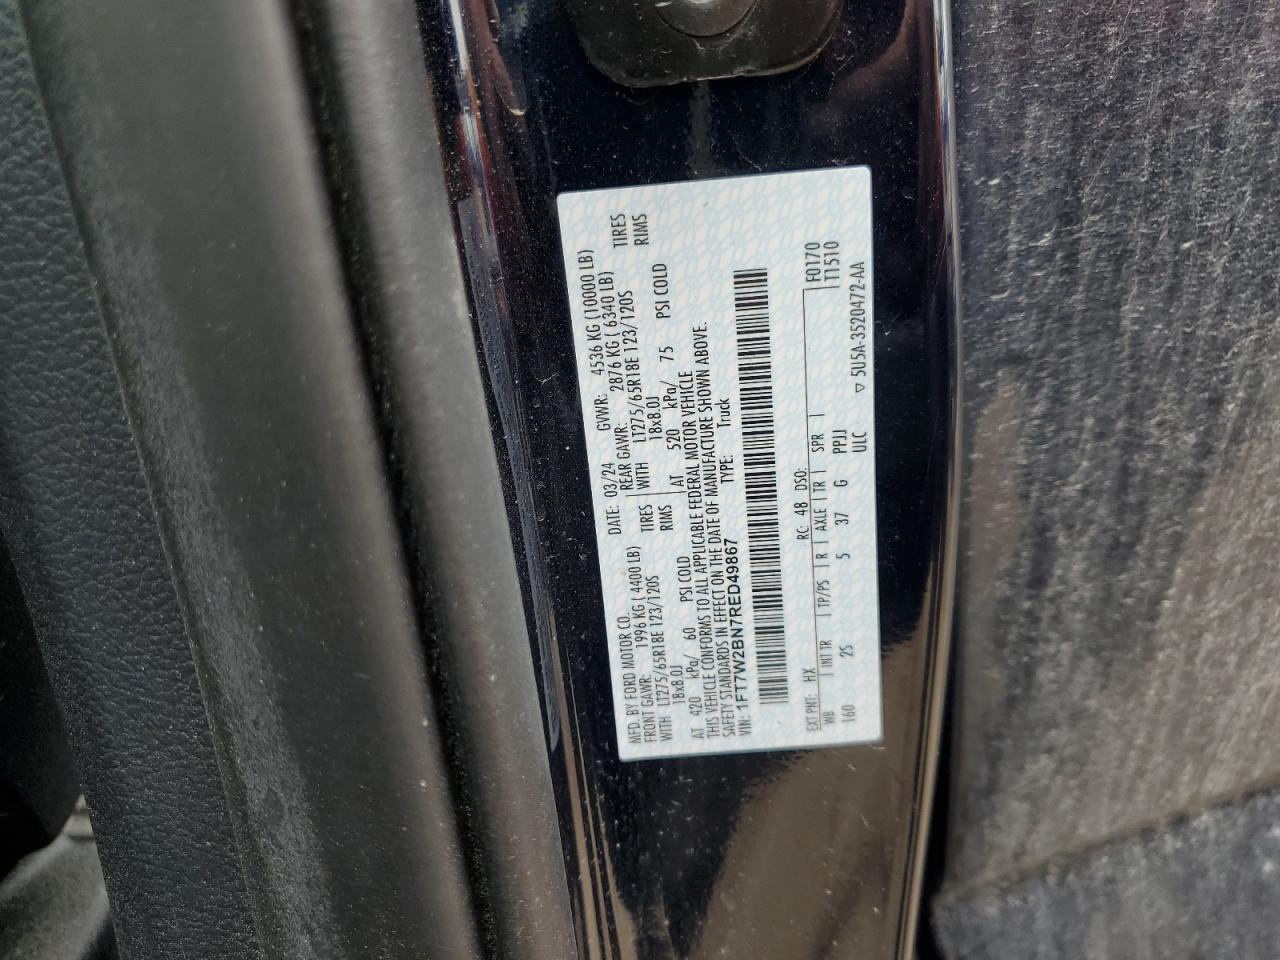 MFD. BY FORD MOTOR CO. DATE: 03/24 GVWR: 4536 KG (10000 LB)
FRONT GAWR: 1996 KG ( 4400 LB) REAR GAWR: 2876 KG ( 6340 LB)
WITH LT275/65R18E 123/120S TIRES WITH LT275/65R18E 123/120S TIRES
18x8.0J RIMS 18x8.0J RIMS
AT 420 kPa/ 60 PSI COLD AT 520 kPa/ 75 PSI COLD
THIS VEHICLE CONFORMS TO ALL APPLICABLE FEDERAL MOTOR VEHICLE
SAFETY STANDARDS IN EFFECT ON THE DATE OF MANUFACTURE SHOWN ABOVE.
VIN: 1FT7W2BN7RED49867 TYPE: Truck
EXT PNT: HX RC: 48 DSO: F0170
WB INT TR TP/PS R AXLE TR SPR T1510
160 2S 5 37 G PPJJ
ULC ▽ 5U5A-3520472-AA